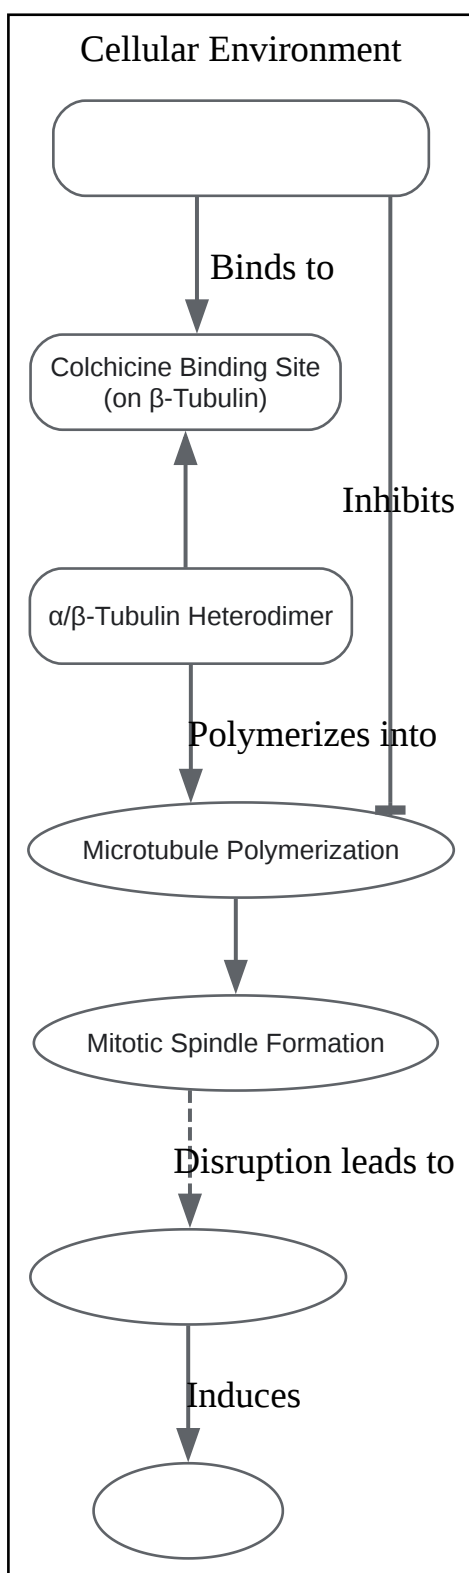 Cellular Environment
Binds to
Colchicine Binding Site
(on β-Tubulin)
Inhibits
α/β-Tubulin Heterodimer
Polymerizes into
Microtubule Polymerization
Mitotic Spindle Formation
Disruption leads to
Induces